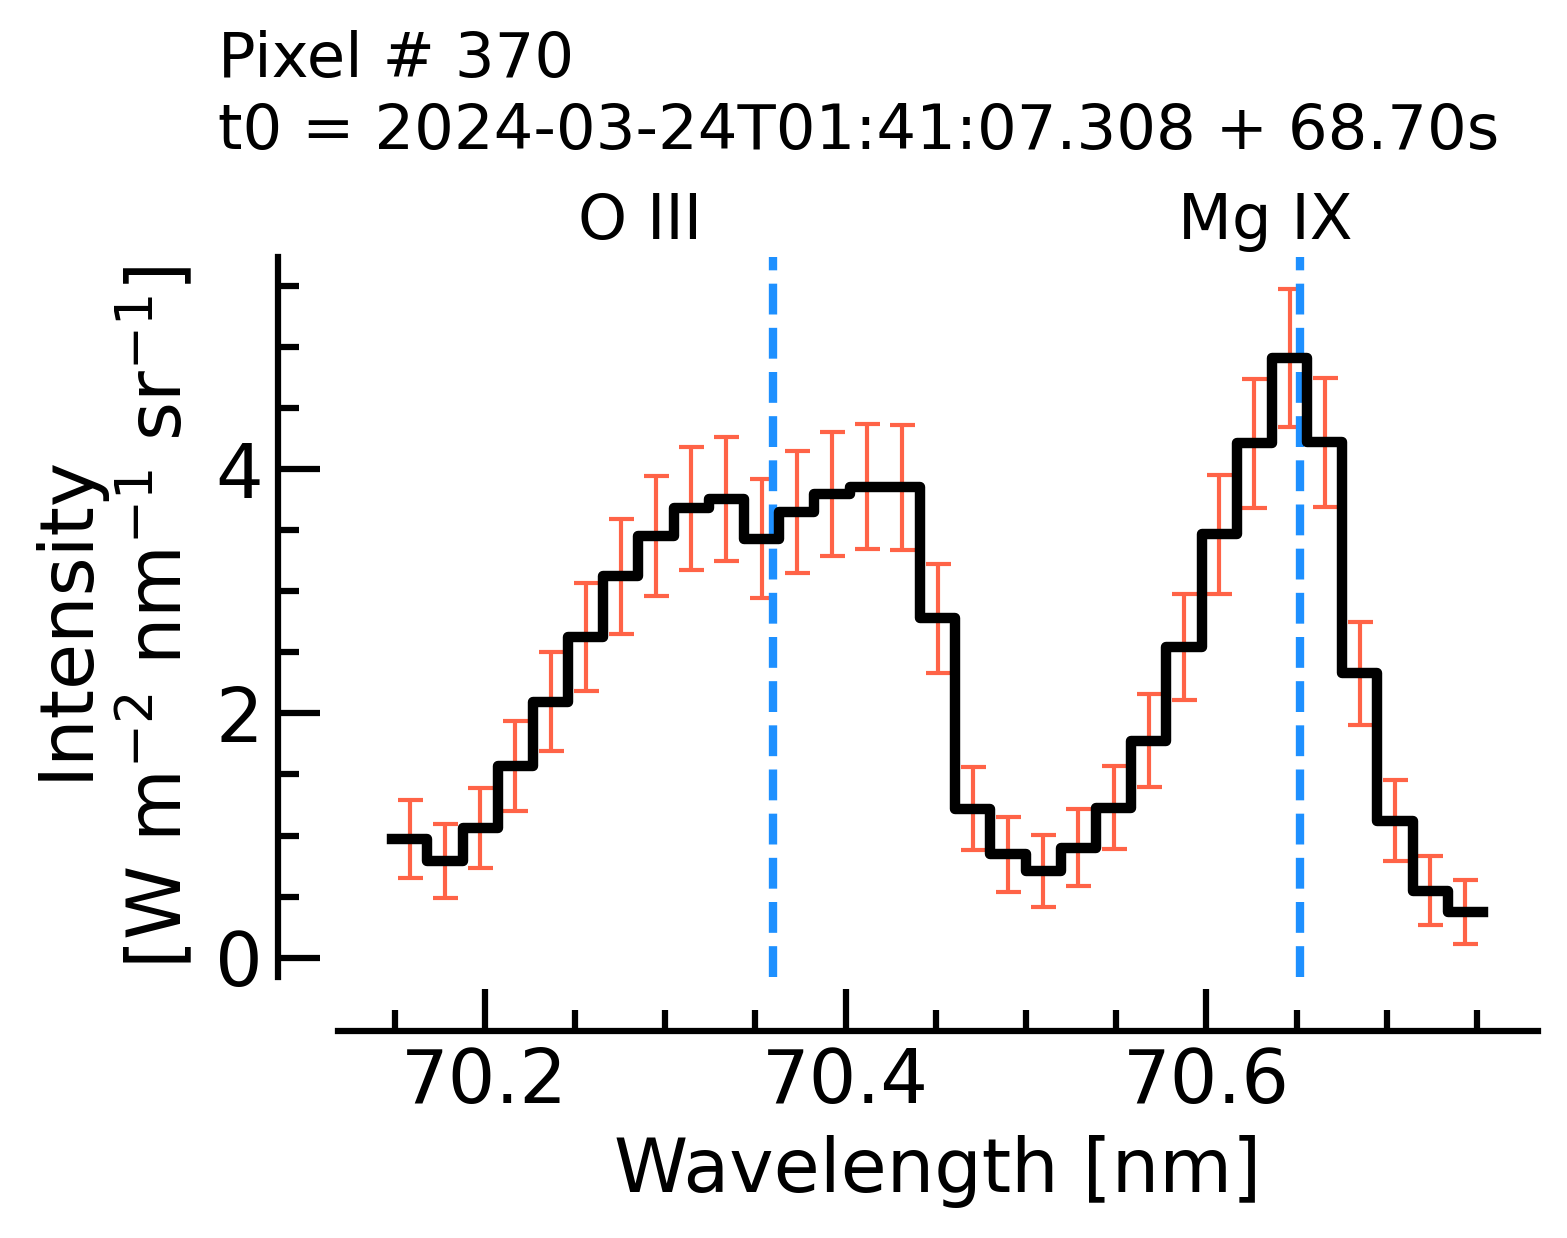 Pixel # 370
t0 = 2024-03-24T01:41:07.308 + 68.70s
O III
Mg IX
Intensity
[W m⁻² nm⁻¹ sr⁻¹]
4
2
0
70.2
70.4
70.6
Wavelength [nm]